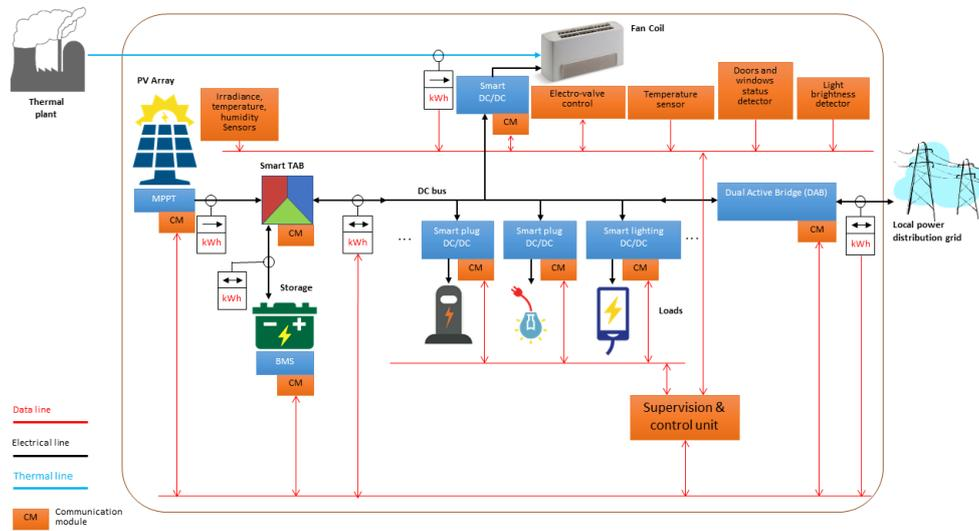 Fan Coil
Thermal
plant
PV Array
Irradiance,
temperature,
humidity
Sensors
kWh
Smart
DC/DC
CM
Electro-valve
control
Temperature
sensor
Doors and
windows
status
detector
Light
brightness
detector
Smart TAB
MPPT
CM
kWh
CM
DC bus
kWh
Dual Active Bridge (DAB)
CM
kWh
Local power
distribution grid
...
Smart plug
DC/DC
CM
Smart plug
DC/DC
CM
Smart lighting
DC/DC
CM
...
kWh
Storage
BMS
CM
Loads
Supervision &
control unit
Data line
Electrical line
Thermal line
CM
Communication
module